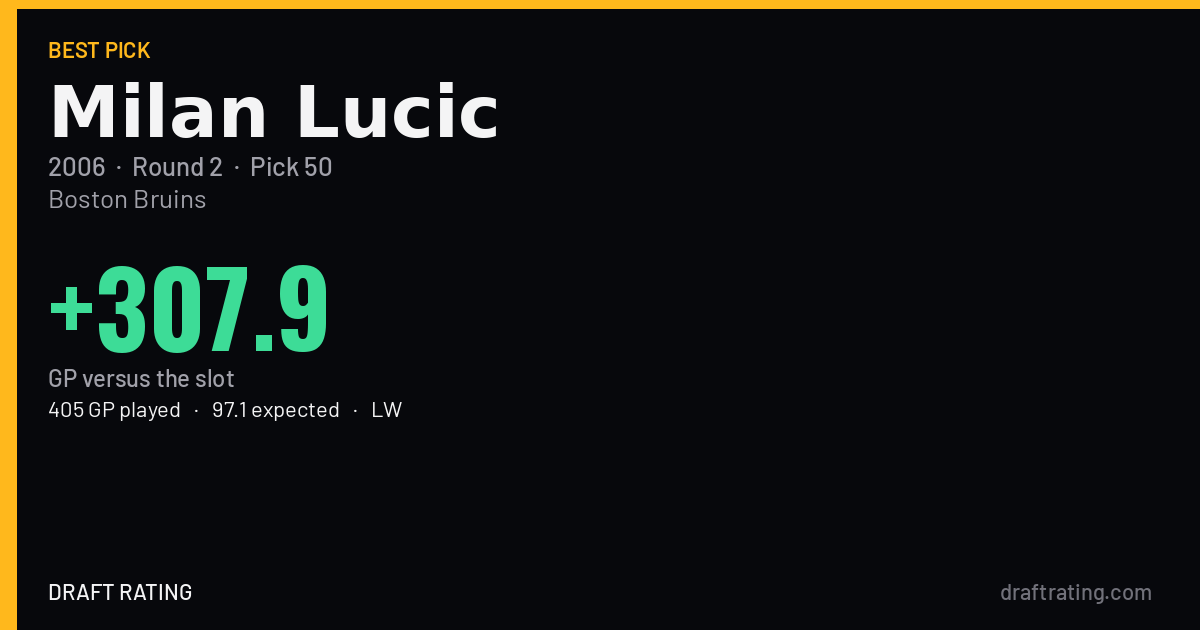 BEST PICK
Milan Lucic
2006 · Round 2 · Pick 50
Boston Bruins
+307.9
GP versus the slot
405 GP played · 97.1 expected · LW
DRAFT RATING
draftrating.com